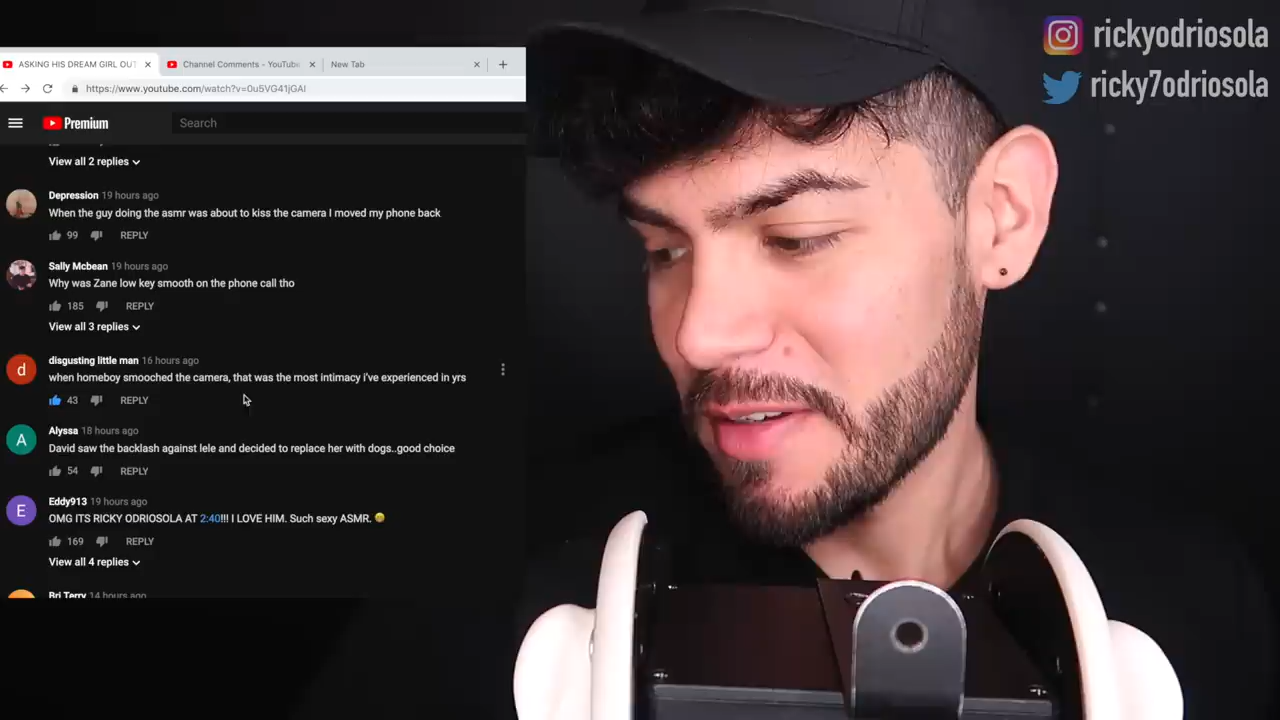 rickyodriosola
ricky7odriosola
ASKING HIS DREAM GIRL OUT
Channel Comments - YouTube
New Tab
https://www.youtube.com/watch?v=0u5VG41jGAI
Premium
Search
View all 2 replies
Depression 19 hours ago
When the guy doing the asmr was about to kiss the camera I moved my phone back
99 REPLY
Sally Mcbean 19 hours ago
Why was Zane low key smooth on the phone call tho
185 REPLY
View all 3 replies
d
disgusting little man 16 hours ago
when homeboy smooched the camera, that was the most intimacy i've experienced in yrs
43 REPLY
A
Alyssa 18 hours ago
David saw the backlash against lele and decided to replace her with dogs..good choice
54 REPLY
E
Eddy913 19 hours ago
OMG ITS RICKY ODRIOSOLA AT 2:40!!! I LOVE HIM. Such sexy ASMR.
169 REPLY
View all 4 replies
Bri Terry 14 hours ago